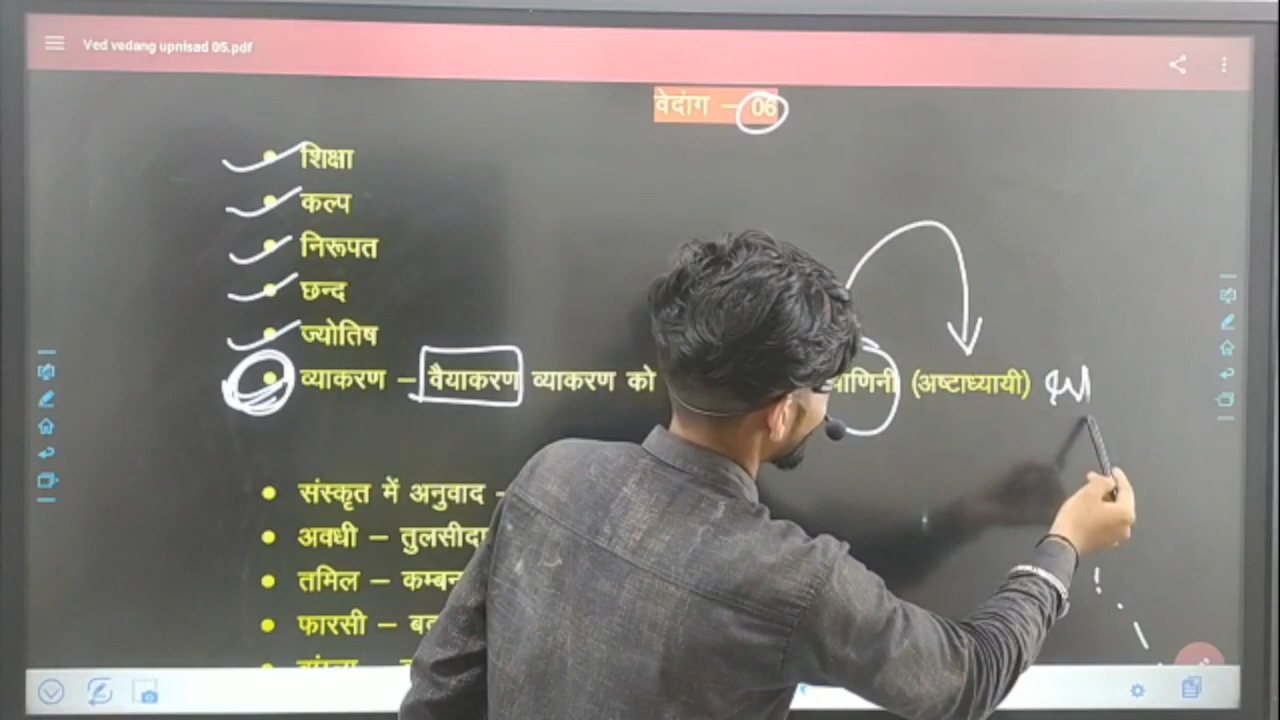 Ved vedang upnisad 05.pdf
वेदांग – 06
शिक्षा
कल्प
निरूपत
छन्द
ज्योतिष
व्याकरण – वैयाकरण व्याकरण को पाणिनी (अष्टाध्यायी)
संस्कृत में अनुवाद –
अवधी – तुलसीदा
तमिल – कम्बन
फारसी –